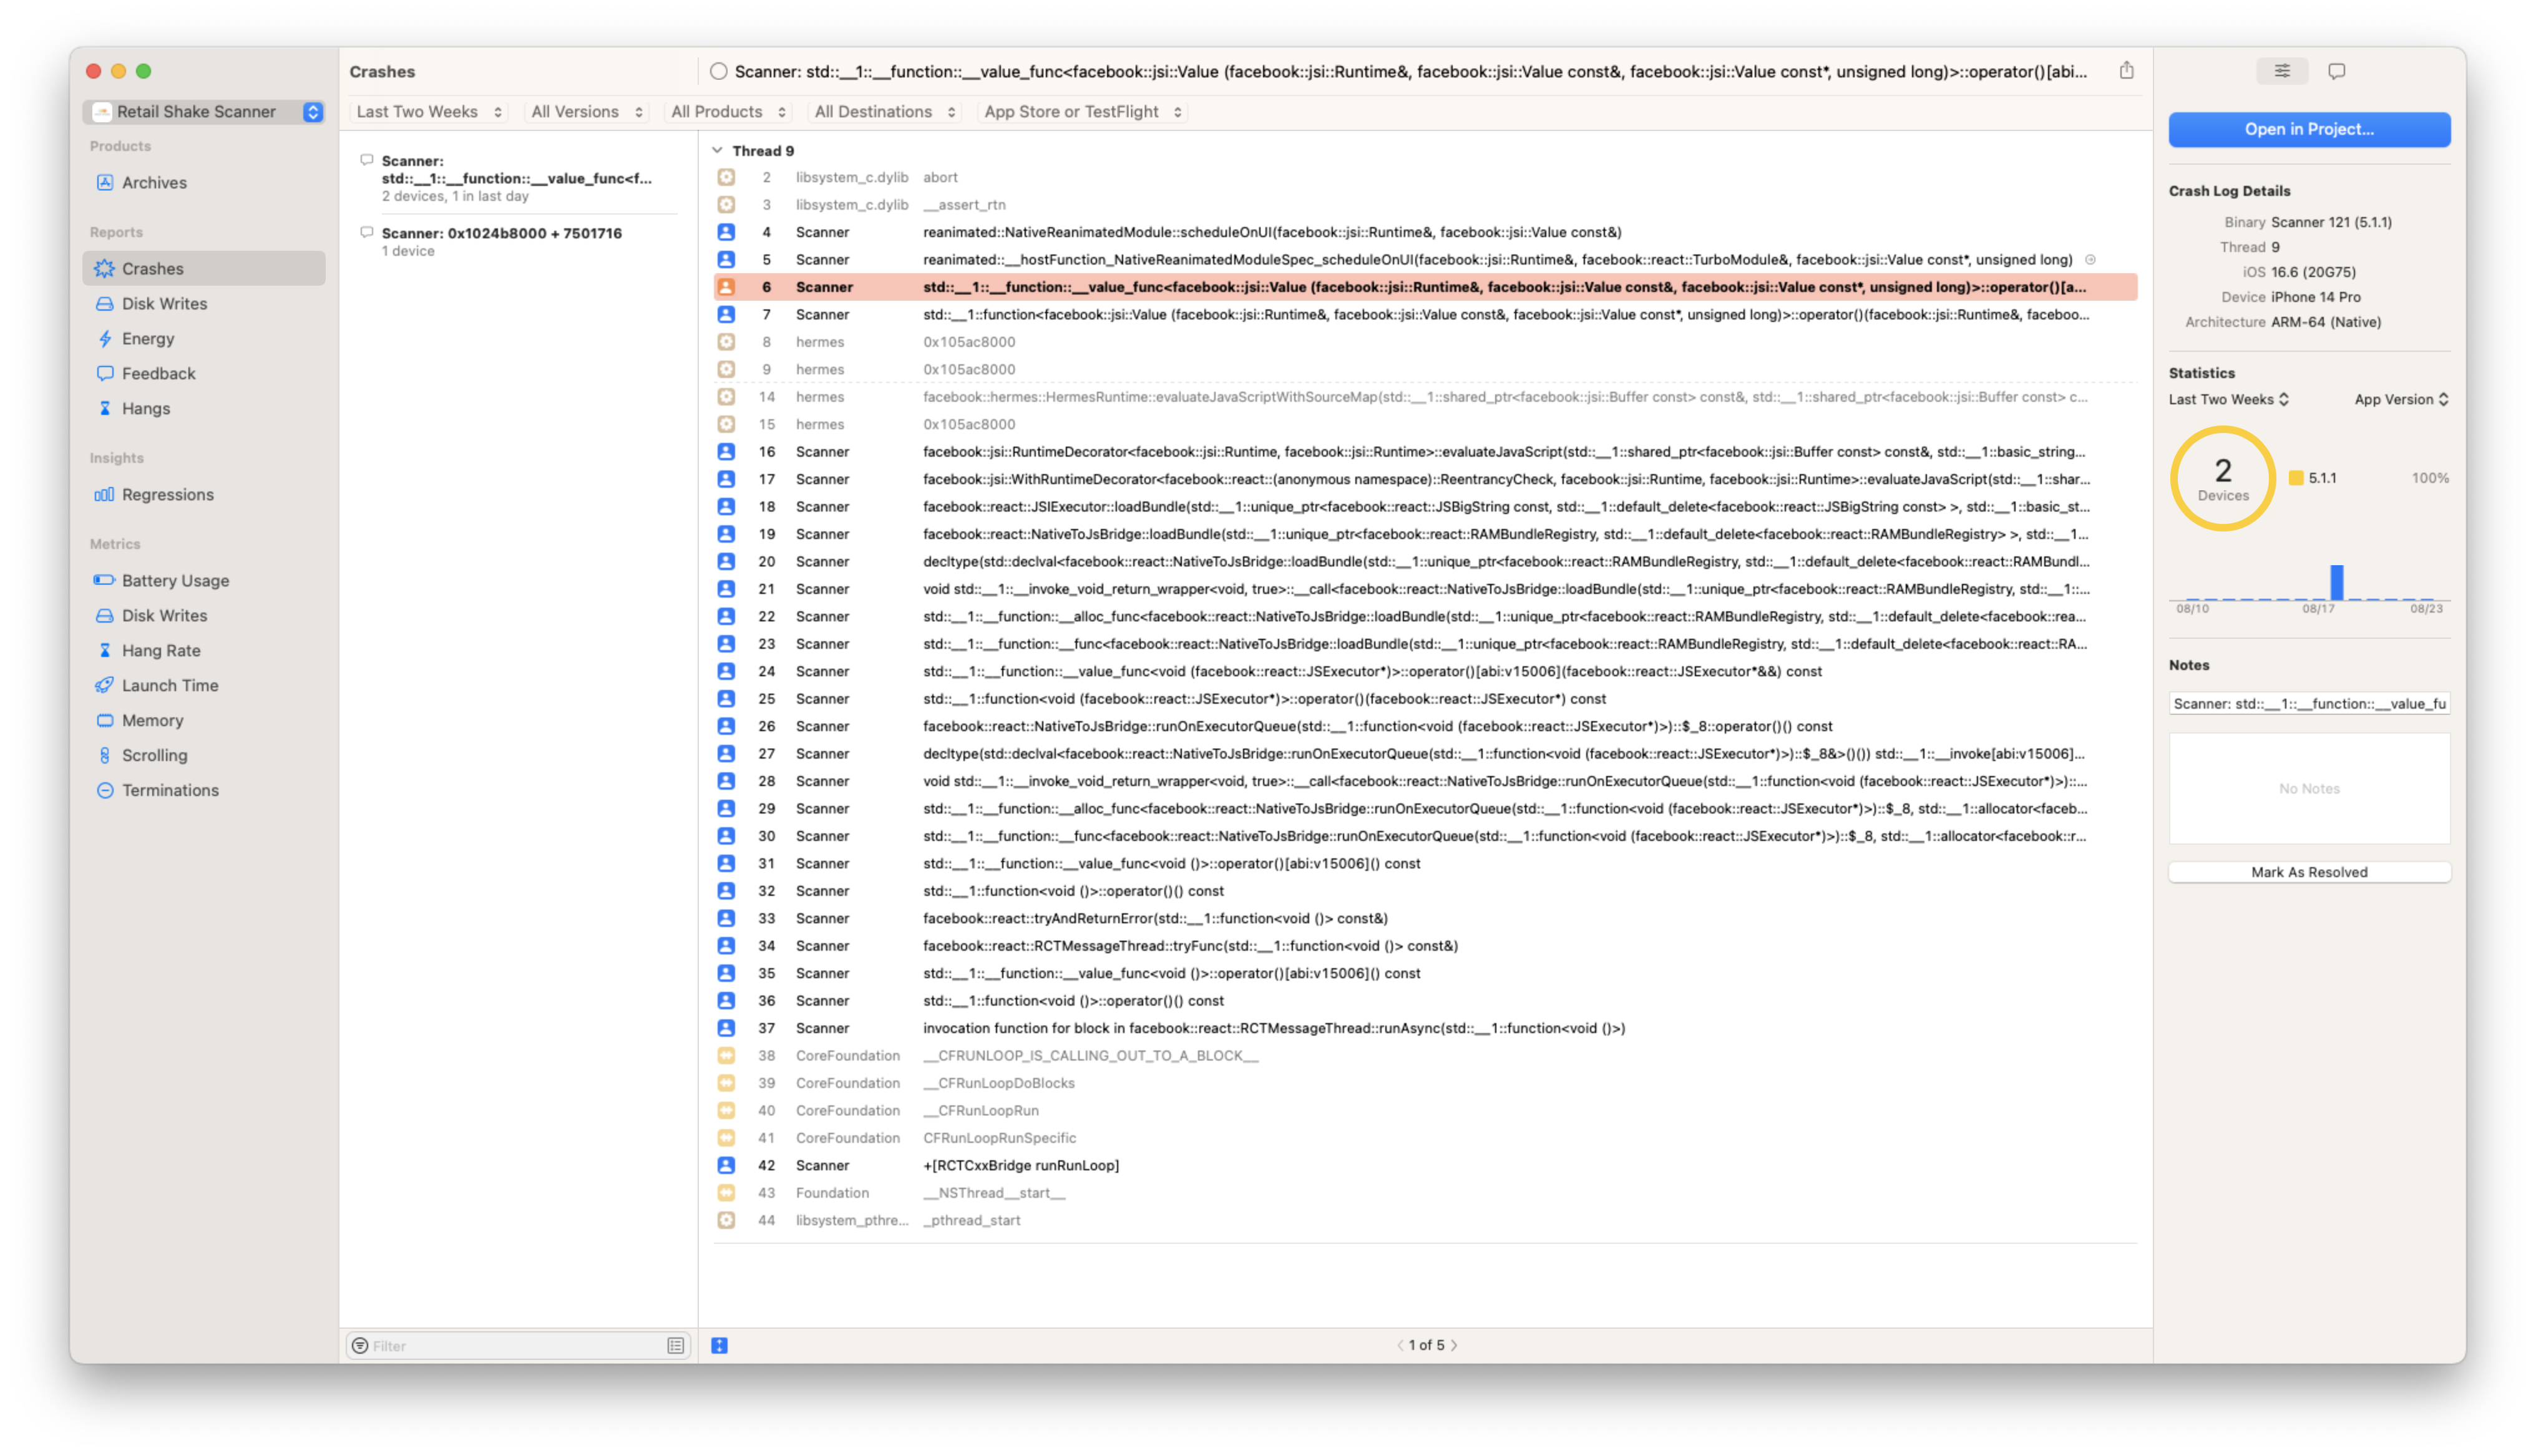 Retail Shake Scanner
Products
Archives
Reports
Crashes
Disk Writes
Energy
Feedback
Hangs
Insights
Regressions
Metrics
Battery Usage
Disk Writes
Hang Rate
Launch Time
Memory
Scrolling
Terminations
Crashes
Last Two Weeks All Versions All Products All Destinations App Store or TestFlight
Scanner:
std::__1::__function::__value_func<f...
2 devices, 1 in last day
Scanner: 0x1024b8000 + 7501716
1 device
Filter
Scanner: std::__1::__function::__value_func<facebook::jsi::Value (facebook::jsi::Runtime&, facebook::jsi::Value const&, facebook::jsi::Value const*, unsigned long)>::operator()[abi...
Thread 9
2 libsystem_c.dylib abort
3 libsystem_c.dylib __assert_rtn
4 Scanner reanimated::NativeReanimatedModule::scheduleOnUI(facebook::jsi::Runtime&, facebook::jsi::Value const&)
5 Scanner reanimated::__hostFunction_NativeReanimatedModuleSpec_scheduleOnUI(facebook::jsi::Runtime&, facebook::react::TurboModule&, facebook::jsi::Value const*, unsigned long)
6 Scanner std::__1::__function::__value_func<facebook::jsi::Value (facebook::jsi::Runtime&, facebook::jsi::Value const&, facebook::jsi::Value const*, unsigned long)>::operator()[a...
7 Scanner std::__1::function<facebook::jsi::Value (facebook::jsi::Runtime&, facebook::jsi::Value const&, facebook::jsi::Value const*, unsigned long)>::operator()(facebook::jsi::Runtime&, faceboo...
8 hermes 0x105ac8000
9 hermes 0x105ac8000
14 hermes facebook::hermes::HermesRuntime::evaluateJavaScriptWithSourceMap(std::__1::shared_ptr<facebook::jsi::Buffer const> const&, std::__1::shared_ptr<facebook::jsi::Buffer const> c...
15 hermes 0x105ac8000
16 Scanner facebook::jsi::RuntimeDecorator<facebook::jsi::Runtime, facebook::jsi::Runtime>::evaluateJavaScript(std::__1::shared_ptr<facebook::jsi::Buffer const> const&, std::__1::basic_string...
17 Scanner facebook::jsi::WithRuntimeDecorator<facebook::react::(anonymous namespace)::ReentrancyCheck, facebook::jsi::Runtime, facebook::jsi::Runtime>::evaluateJavaScript(std::__1::shar...
18 Scanner facebook::react::JSIExecutor::loadBundle(std::__1::unique_ptr<facebook::react::JSBigString const, std::__1::default_delete<facebook::react::JSBigString const> >, std::__1::basic_st...
19 Scanner facebook::react::NativeToJsBridge::loadBundle(std::__1::unique_ptr<facebook::react::RAMBundleRegistry, std::__1::default_delete<facebook::react::RAMBundleRegistry> >, std::__1...
20 Scanner decltype(std::declval<facebook::react::NativeToJsBridge::loadBundle(std::__1::unique_ptr<facebook::react::RAMBundleRegistry, std::__1::default_delete<facebook::react::RAMBundl...
21 Scanner void std::__1::__invoke_void_return_wrapper<void, true>::__call<facebook::react::NativeToJsBridge::loadBundle(std::__1::unique_ptr<facebook::react::RAMBundleRegistry, std::__1::...
22 Scanner std::__1::__function::__alloc_func<facebook::react::NativeToJsBridge::loadBundle(std::__1::unique_ptr<facebook::react::RAMBundleRegistry, std::__1::default_delete<facebook::rea...
23 Scanner std::__1::__function::__func<facebook::react::NativeToJsBridge::loadBundle(std::__1::unique_ptr<facebook::react::RAMBundleRegistry, std::__1::default_delete<facebook::react::RA...
24 Scanner std::__1::__function::__value_func<void (facebook::react::JSExecutor*)>::operator()[abi:v15006](facebook::react::JSExecutor*&&) const
25 Scanner std::__1::function<void (facebook::react::JSExecutor*)>::operator()(facebook::react::JSExecutor*) const
26 Scanner facebook::react::NativeToJsBridge::runOnExecutorQueue(std::__1::function<void (facebook::react::JSExecutor*)>)::$_8::operator()() const
27 Scanner decltype(std::declval<facebook::react::NativeToJsBridge::runOnExecutorQueue(std::__1::function<void (facebook::react::JSExecutor*)>)::$_8&>()()) std::__1::__invoke[abi:v15006]...
28 Scanner void std::__1::__invoke_void_return_wrapper<void, true>::__call<facebook::react::NativeToJsBridge::runOnExecutorQueue(std::__1::function<void (facebook::react::JSExecutor*)>)::...
29 Scanner std::__1::__function::__alloc_func<facebook::react::NativeToJsBridge::runOnExecutorQueue(std::__1::function<void (facebook::react::JSExecutor*)>)::$_8, std::__1::allocator<faceb...
30 Scanner std::__1::__function::__func<facebook::react::NativeToJsBridge::runOnExecutorQueue(std::__1::function<void (facebook::react::JSExecutor*)>)::$_8, std::__1::allocator<facebook::r...
31 Scanner std::__1::__function::__value_func<void ()>::operator()[abi:v15006]() const
32 Scanner std::__1::function<void ()>::operator()() const
33 Scanner facebook::react::tryAndReturnError(std::__1::function<void ()> const&)
34 Scanner facebook::react::RCTMessageThread::tryFunc(std::__1::function<void ()> const&)
35 Scanner std::__1::__function::__value_func<void ()>::operator()[abi:v15006]() const
36 Scanner std::__1::function<void ()>::operator()() const
37 Scanner invocation function for block in facebook::react::RCTMessageThread::runAsync(std::__1::function<void ()>)
38 CoreFoundation __CFRUNLOOP_IS_CALLING_OUT_TO_A_BLOCK__
39 CoreFoundation __CFRunLoopDoBlocks
40 CoreFoundation __CFRunLoopRun
41 CoreFoundation CFRunLoopRunSpecific
42 Scanner +[RCTCxxBridge runRunLoop]
43 Foundation __NSThread__start__
44 libsystem_pthre... _pthread_start
1 of 5
Open in Project...
Crash Log Details
Binary Scanner 121 (5.1.1)
Thread 9
iOS 16.6 (20G75)
Device iPhone 14 Pro
Architecture ARM-64 (Native)
Statistics
Last Two Weeks App Version
2
Devices
5.1.1 100%
08/10 08/17 08/23
Notes
Scanner: std::__1::__function::__value_fu
No Notes
Mark As Resolved